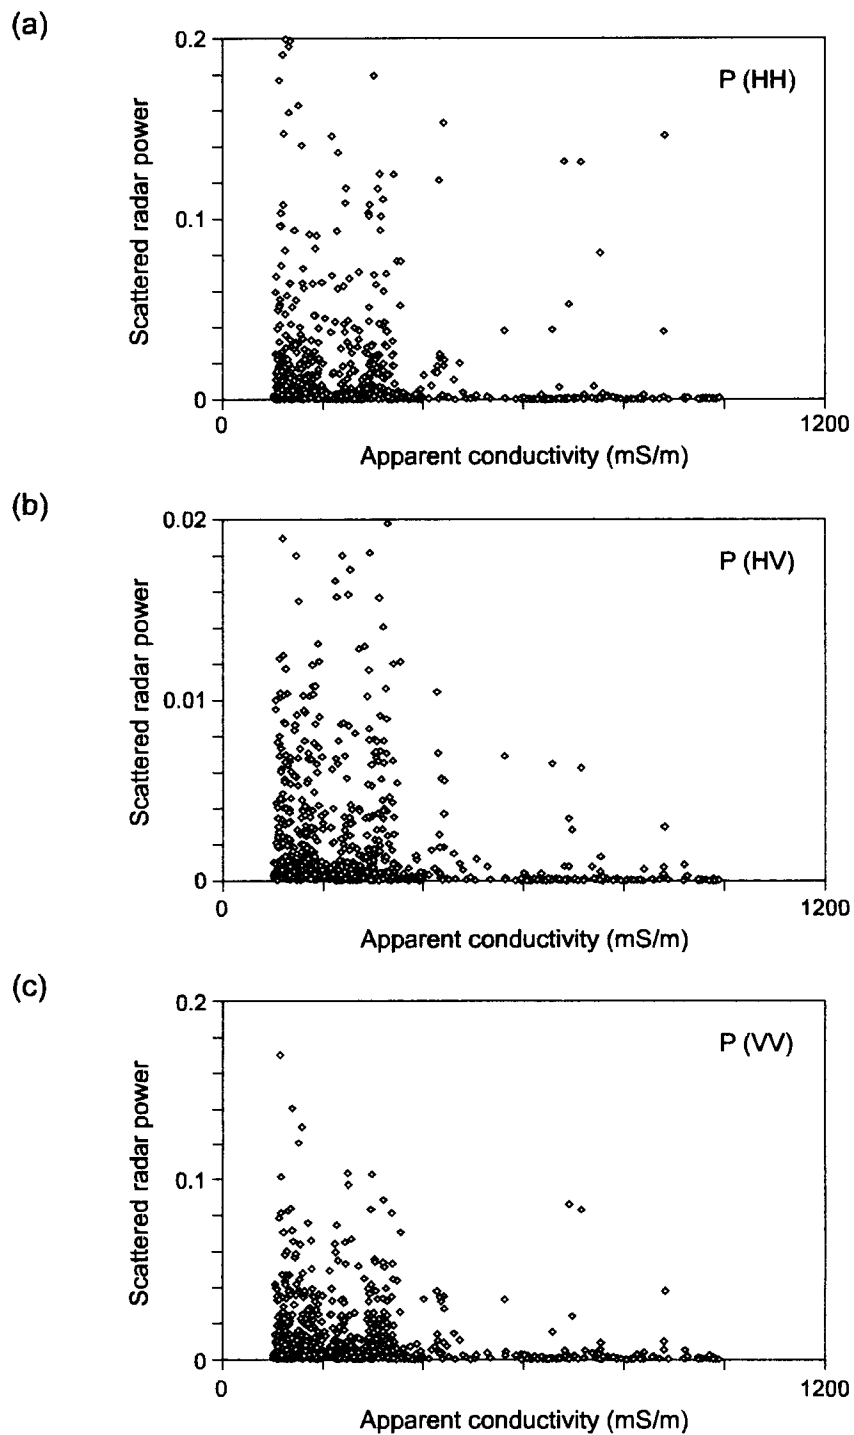 (a)
0.2
P (HH)
Scattered radar power
0.1
0
0
1200
Apparent conductivity (mS/m)
(b)
0.02
P (HV)
Scattered radar power
0.01
0
0
1200
Apparent conductivity (mS/m)
(c)
0.2
P (VV)
Scattered radar power
0.1
0
0
1200
Apparent conductivity (mS/m)